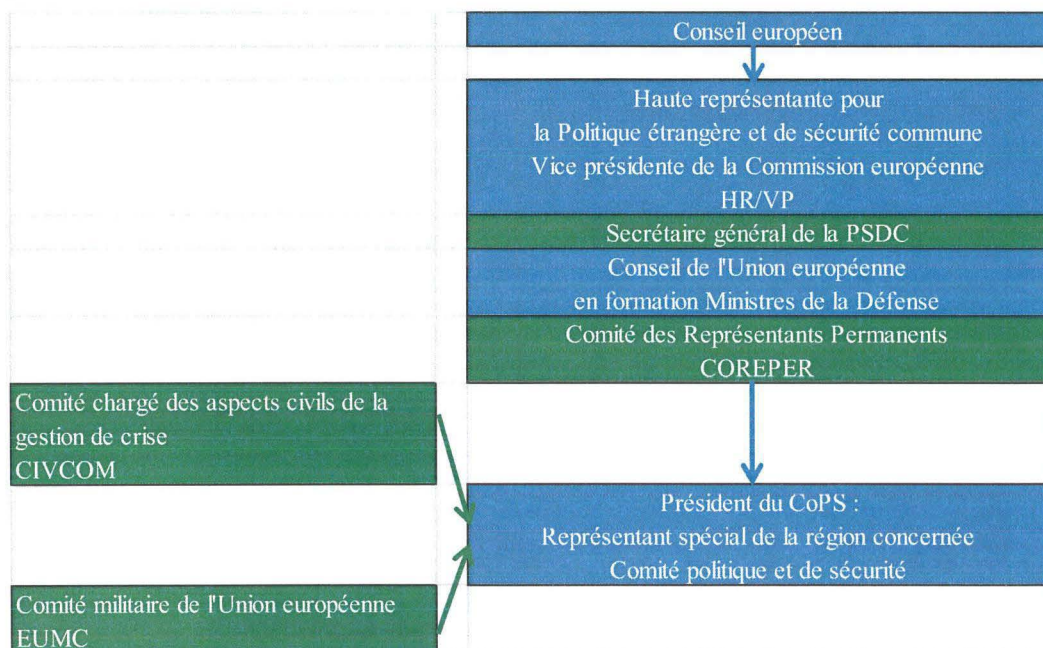 Conseil européen
Haute représentante pour
la Politique étrangère et de sécurité commune
Vice présidente de la Commission européenne
HR/VP
Secrétaire général de la PSDC
Conseil de l'Union européenne
en formation Ministres de la Défense
Comité des Représentants Permanents
COREPER
Comité chargé des aspects civils de la
gestion de crise
CIVCOM
Président du CoPS :
Représentant spécial de la région concernée
Comité politique et de sécurité
Comité militaire de l'Union européenne
EUMC